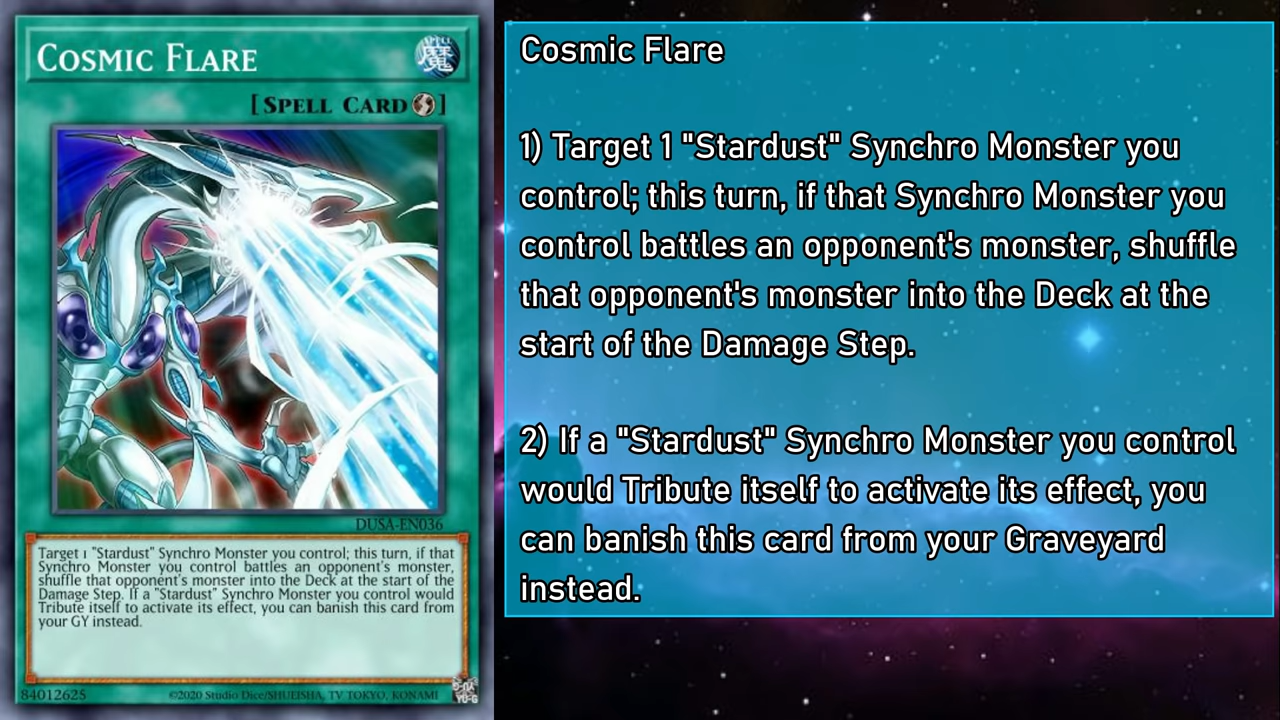 COSMIC FLARE
SPELL
魔
[SPELL CARD]
DUSA-EN036
Target 1 "Stardust" Synchro Monster you control; this turn, if that
Synchro Monster you control battles an opponent's monster,
shuffle that opponent's monster into the Deck at the start of the
Damage Step. If a "Stardust" Synchro Monster you control would
Tribute itself to activate its effect, you can banish this card from
your GY instead.
84012625
©2020 Studio Dice/SHUEISHA, TV TOKYO, KONAMI
Cosmic Flare
1) Target 1 "Stardust" Synchro Monster you
control; this turn, if that Synchro Monster you
control battles an opponent's monster, shuffle
that opponent's monster into the Deck at the
start of the Damage Step.
2) If a "Stardust" Synchro Monster you control
would Tribute itself to activate its effect, you
can banish this card from your Graveyard
instead.